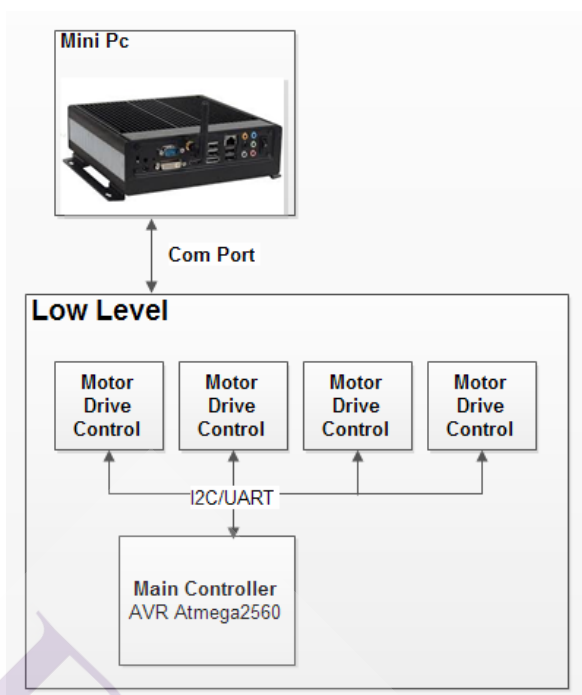 Mini Pc
Com Port
Low Level
Motor
Drive
Control
Motor
Drive
Control
Motor
Drive
Control
Motor
Drive
Control
I2C/UART
Main Controller
AVR Atmega2560